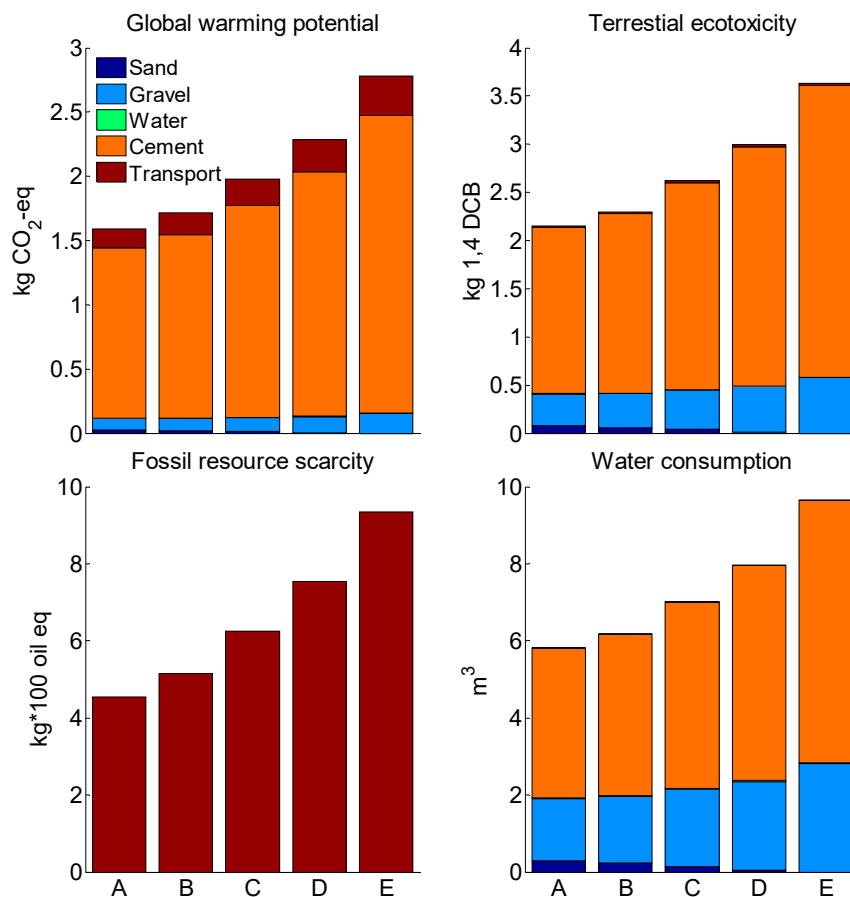 Global warming potential
3
2.5
2
1.5
1
0.5
0
kg CO₂-eq
Sand
Gravel
Water
Cement
Transport
Terrestial ecotoxicity
4
3.5
3
2.5
2
1.5
1
0.5
0
kg 1,4 DCB
Fossil resource scarcity
10
8
6
4
2
0
kg*100 oil eq
A B C D E
Water consumption
10
8
6
4
2
0
m³
A B C D E